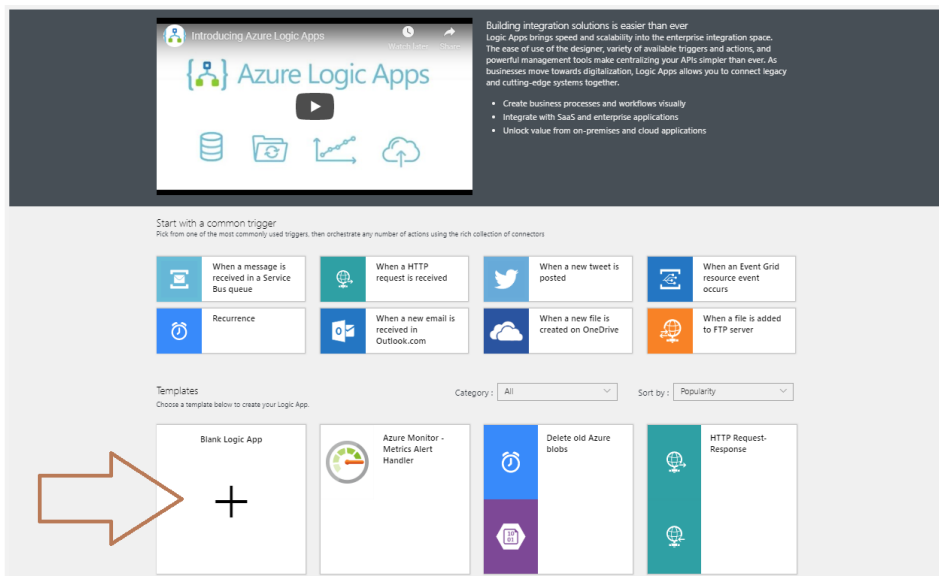 Introducing Azure Logic Apps
Watch later
Share
Azure Logic Apps
Building integration solutions is easier than ever
Logic Apps brings speed and scalability into the enterprise integration space.
The ease of use of the designer, variety of available triggers and actions, and
powerful management tools make centralizing your APIs simpler than ever. As
businesses move towards digitalization, Logic Apps allows you to connect legacy
and cutting-edge systems together.
• Create business processes and workflows visually
• Integrate with SaaS and enterprise applications
• Unlock value from on-premises and cloud applications
Start with a common trigger
Pick from one of the most commonly used triggers, then orchestrate any number of actions using the rich collection of connectors
When a message is
received in a Service
Bus queue
When a HTTP
request is received
When a new tweet is
posted
When an Event Grid
resource event
occurs
Recurrence
When a new email is
received in
Outlook.com
When a new file is
created on OneDrive
When a file is added
to FTP server
Templates
Choose a template below to create your Logic App.
Category : All
Sort by : Popularity
Blank Logic App
Azure Monitor -
Metrics Alert
Handler
Delete old Azure
blobs
10
01
HTTP Request-
Response